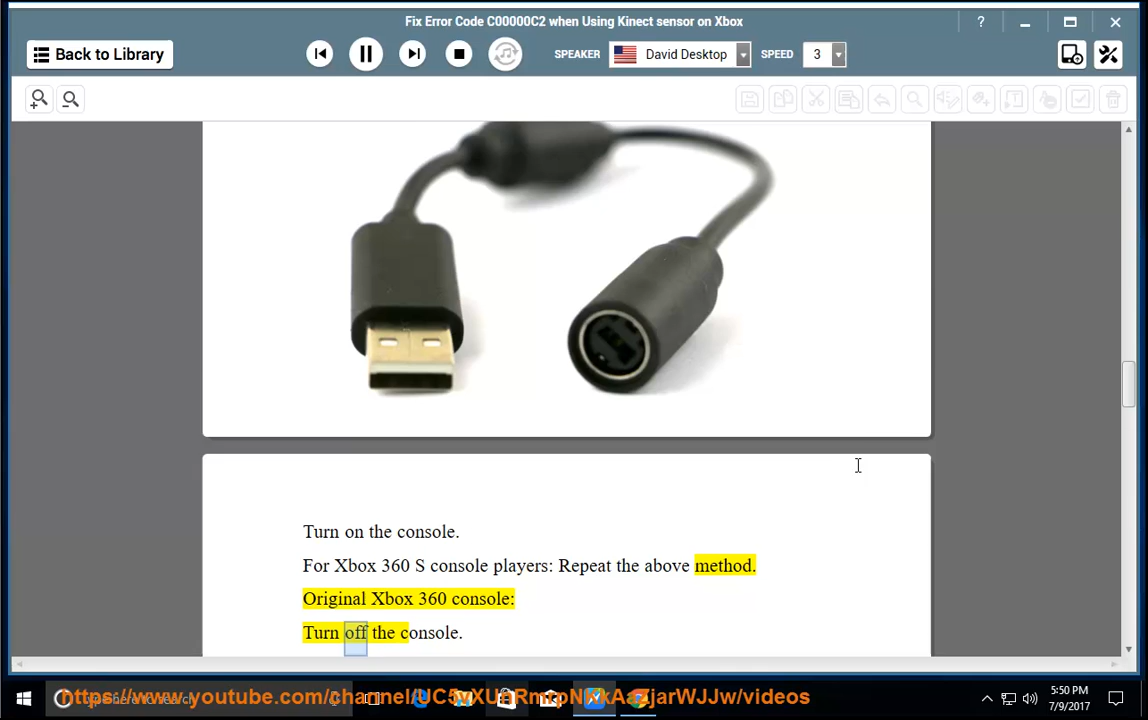 Fix Error Code C00000C2 when Using Kinect sensor on Xbox
?
Back to Library
SPEAKER
David Desktop
SPEED
3
Turn on the console.
For Xbox 360 S console players: Repeat the above method.
Original Xbox 360 console:
Turn off the console.
5:50 PM
7/9/2017